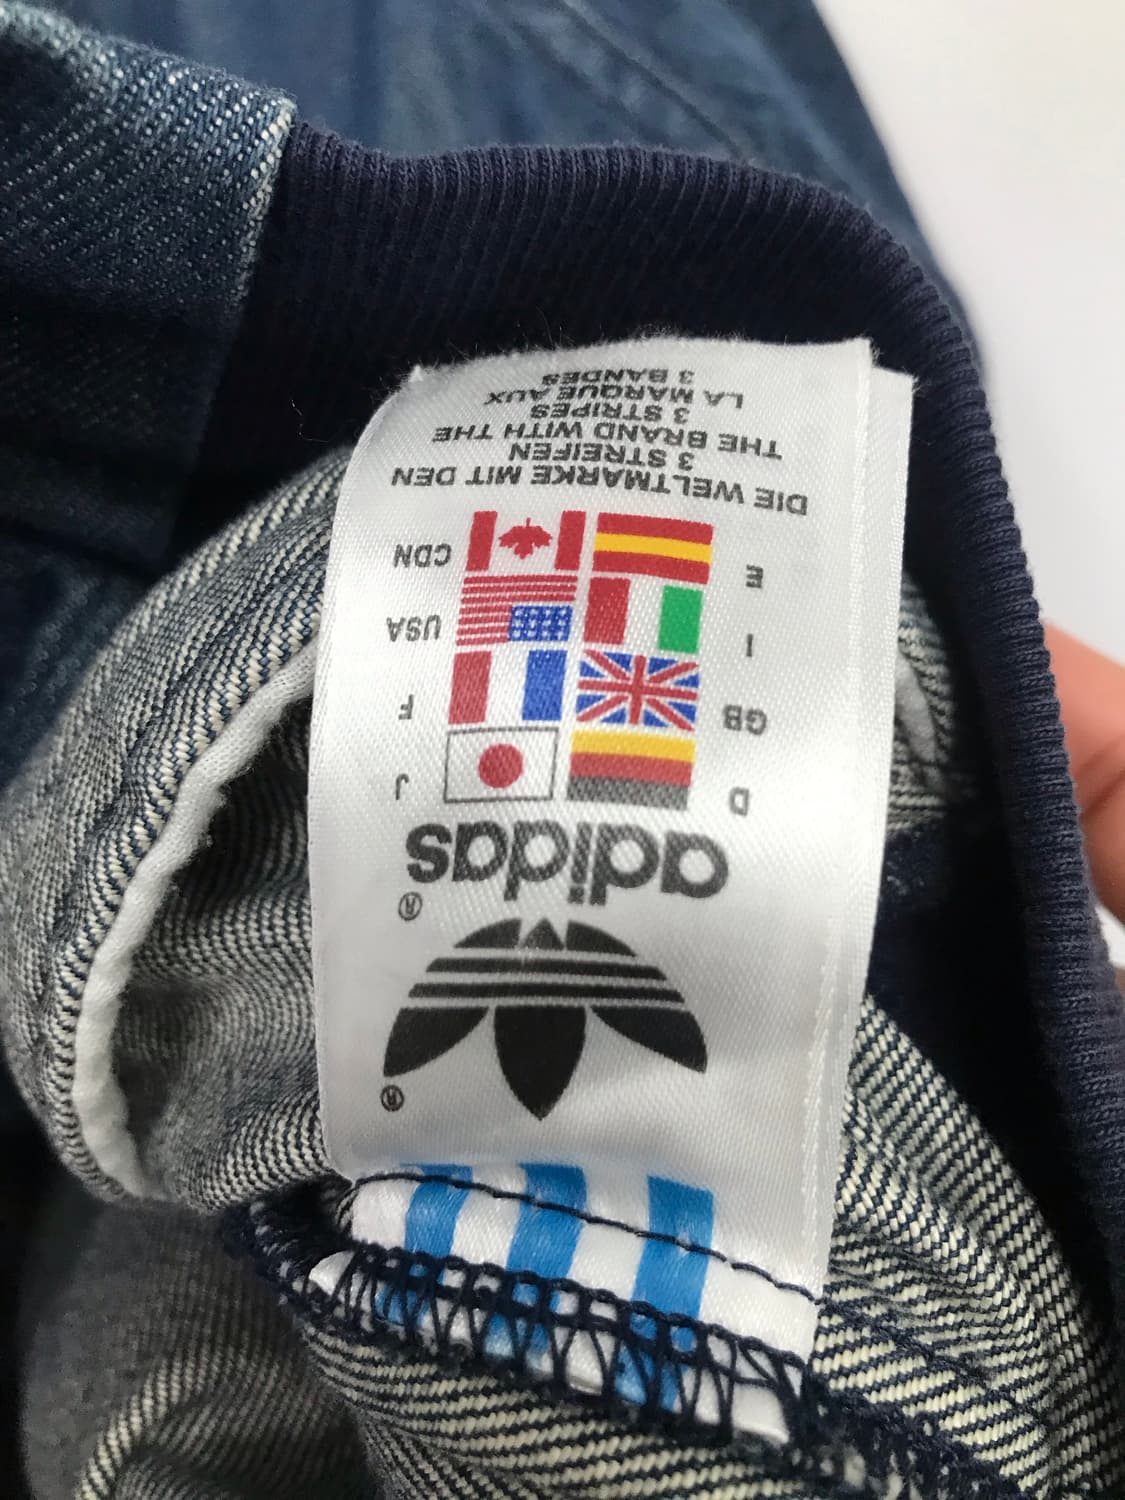 ®
adidas®
D J
GB F
I USA
E CDN
DIE WELTMARKE MIT DEN
3 STREIFEN
THE BRAND WITH THE
3 STRIPES
LA MARQUE AUX
3 BANDES